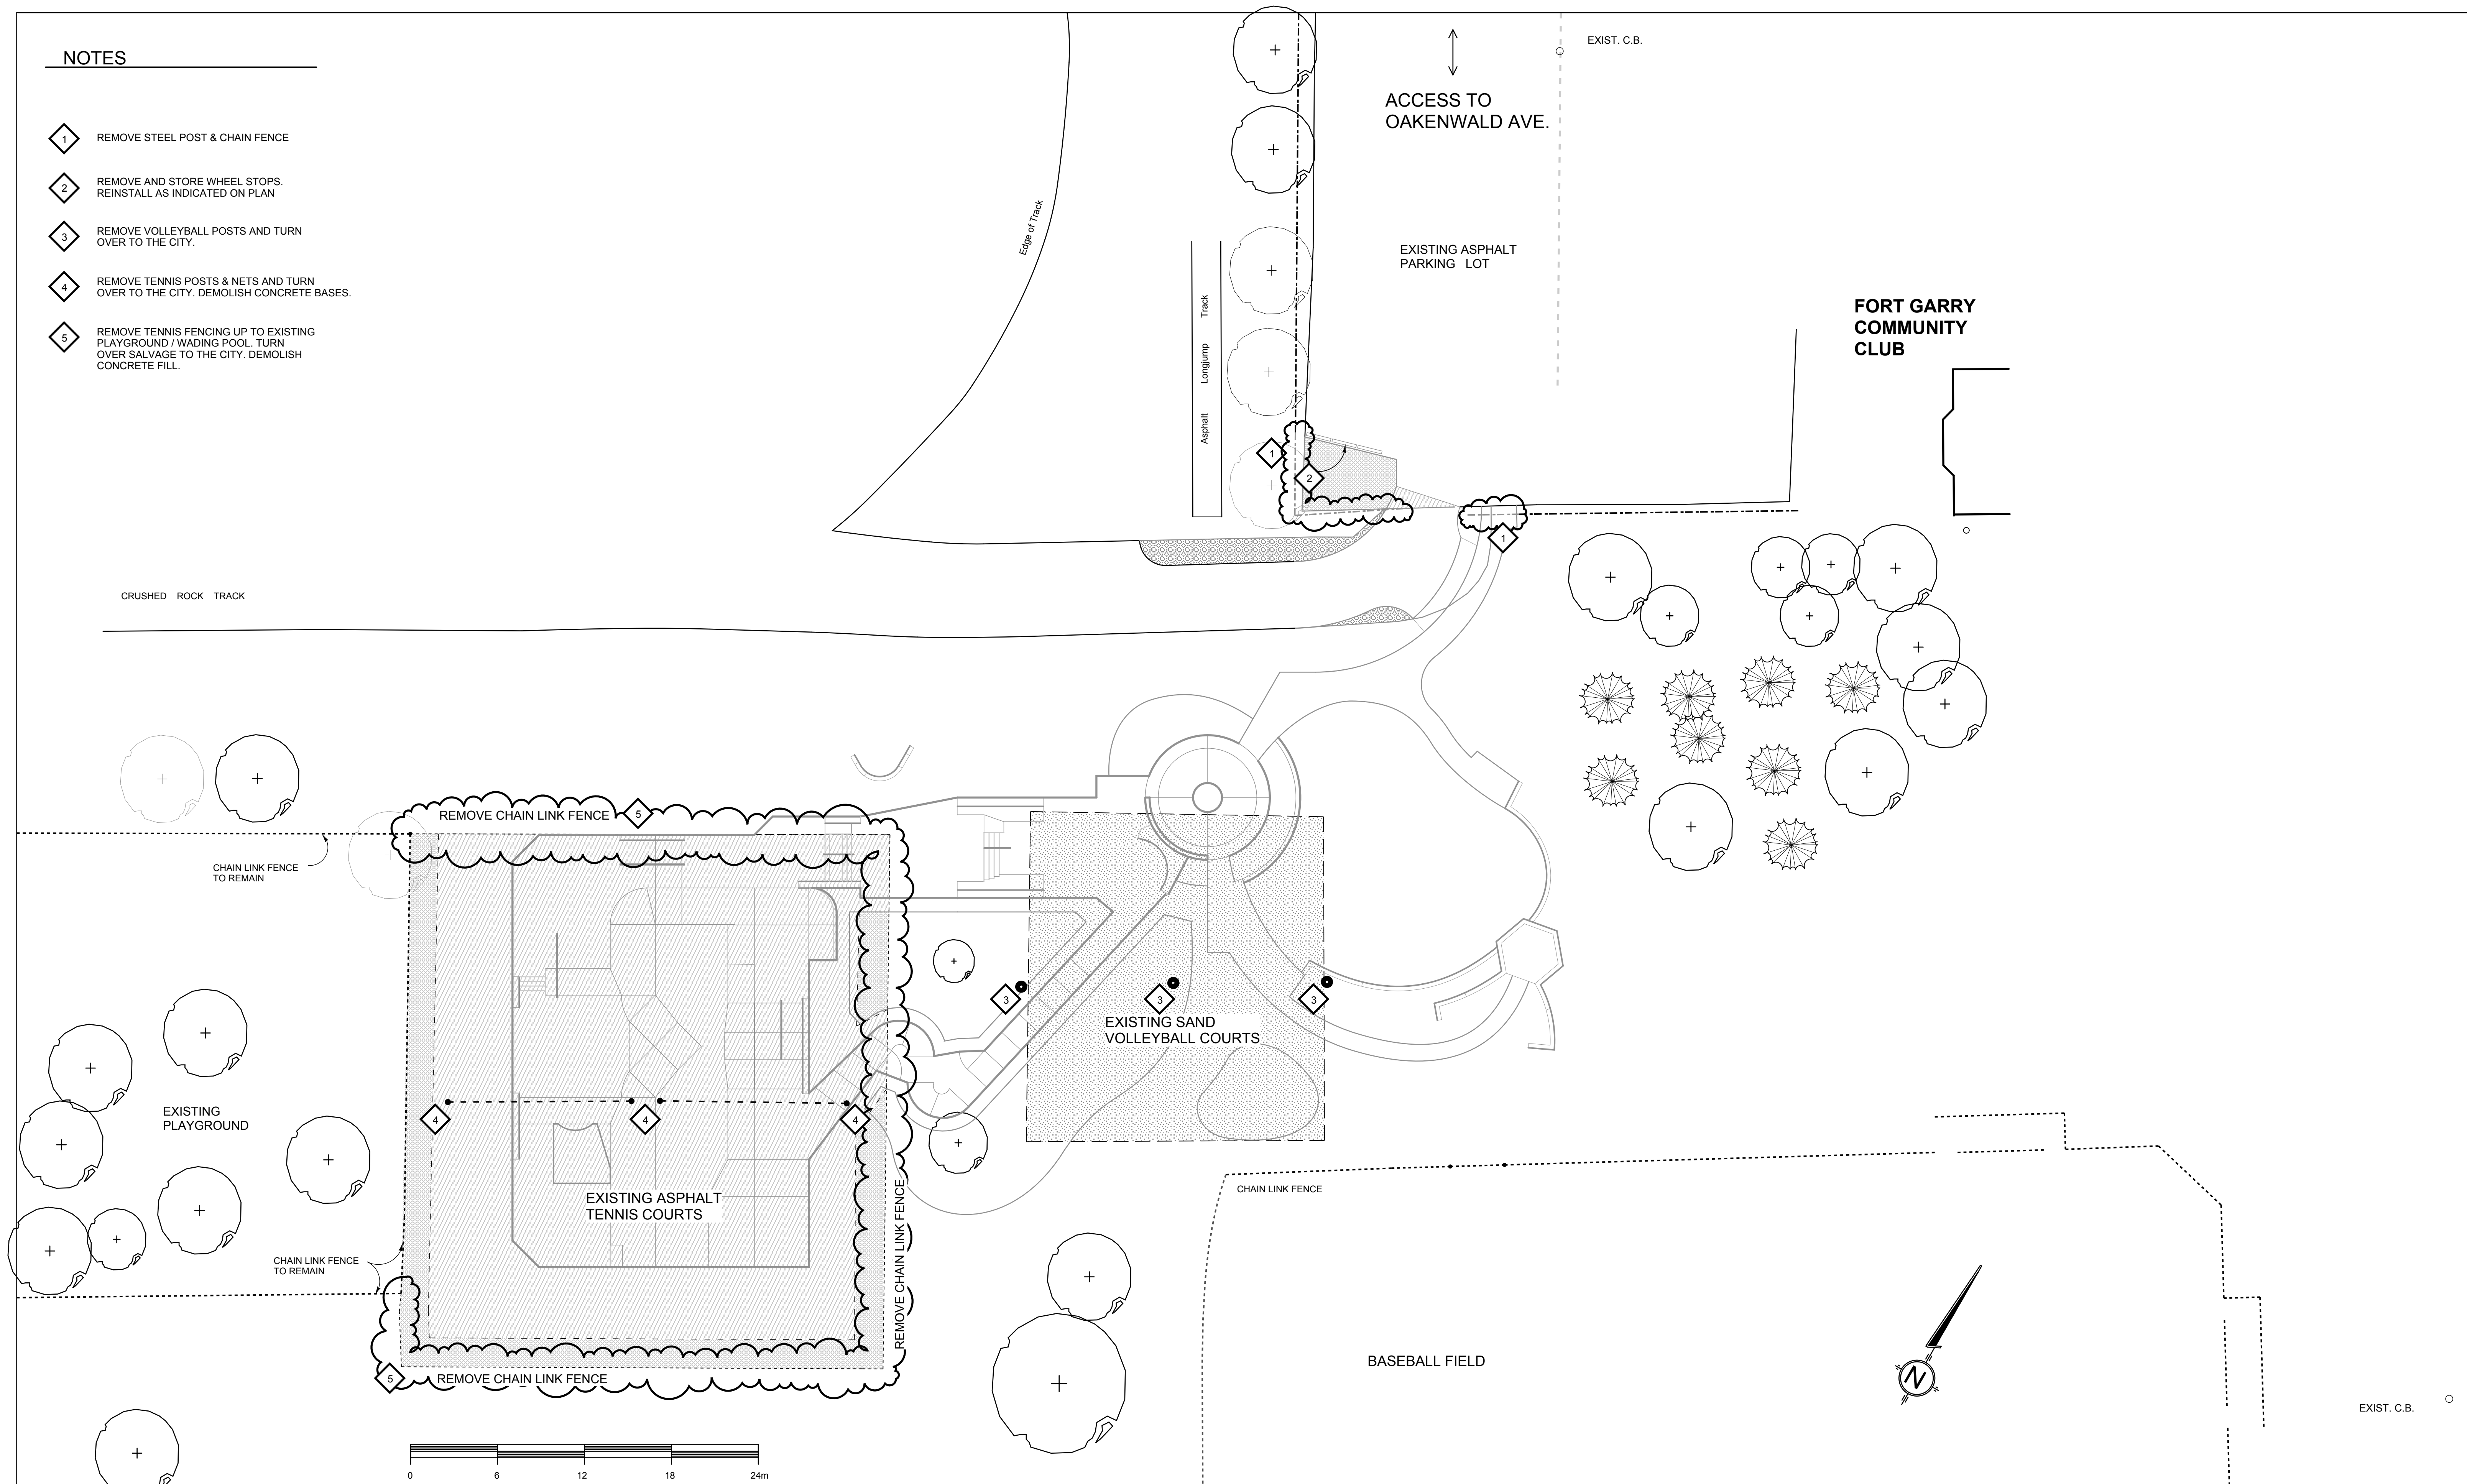 NOTES
1
REMOVE STEEL POST & CHAIN FENCE
2
REMOVE AND STORE WHEEL STOPS.
REINSTALL AS INDICATED ON PLAN
3
REMOVE VOLLEYBALL POSTS AND TURN
OVER TO THE CITY.
4
REMOVE TENNIS POSTS & NETS AND TURN
OVER TO THE CITY. DEMOLISH CONCRETE BASES.
5
REMOVE TENNIS FENCING UP TO EXISTING
PLAYGROUND / WADING POOL. TURN
OVER SALVAGE TO THE CITY. DEMOLISH
CONCRETE FILL.
EXIST. C.B.
ACCESS TO
OAKENWALD AVE.
Edge of Track
EXISTING ASPHALT
PARKING LOT
Asphalt Longjump Track
FORT GARRY
COMMUNITY
CLUB
1
2
1
CRUSHED ROCK TRACK
REMOVE CHAIN LINK FENCE
5
CHAIN LINK FENCE
TO REMAIN
3
3
3
EXISTING SAND
VOLLEYBALL COURTS
EXISTING
PLAYGROUND
4
4
4
EXISTING ASPHALT
TENNIS COURTS
REMOVE CHAIN LINK FENCE
CHAIN LINK FENCE
CHAIN LINK FENCE
TO REMAIN
5
REMOVE CHAIN LINK FENCE
BASEBALL FIELD
N
EXIST. C.B.
0 6 12 18 24m